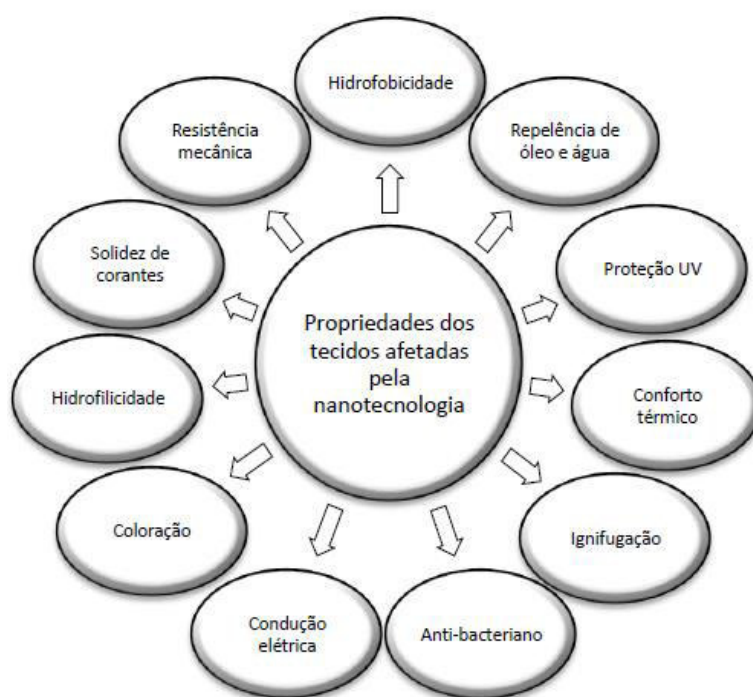 Hidrofobicidade
Repelência de
óleo e água
Proteção UV
Conforto
térmico
Ignifugação
Anti-bacteriano
Condução
elétrica
Coloração
Hidrofilicidade
Solidez de
corantes
Resistência
mecânica
Propriedades dos
tecidos afetadas
pela
nanotecnologia